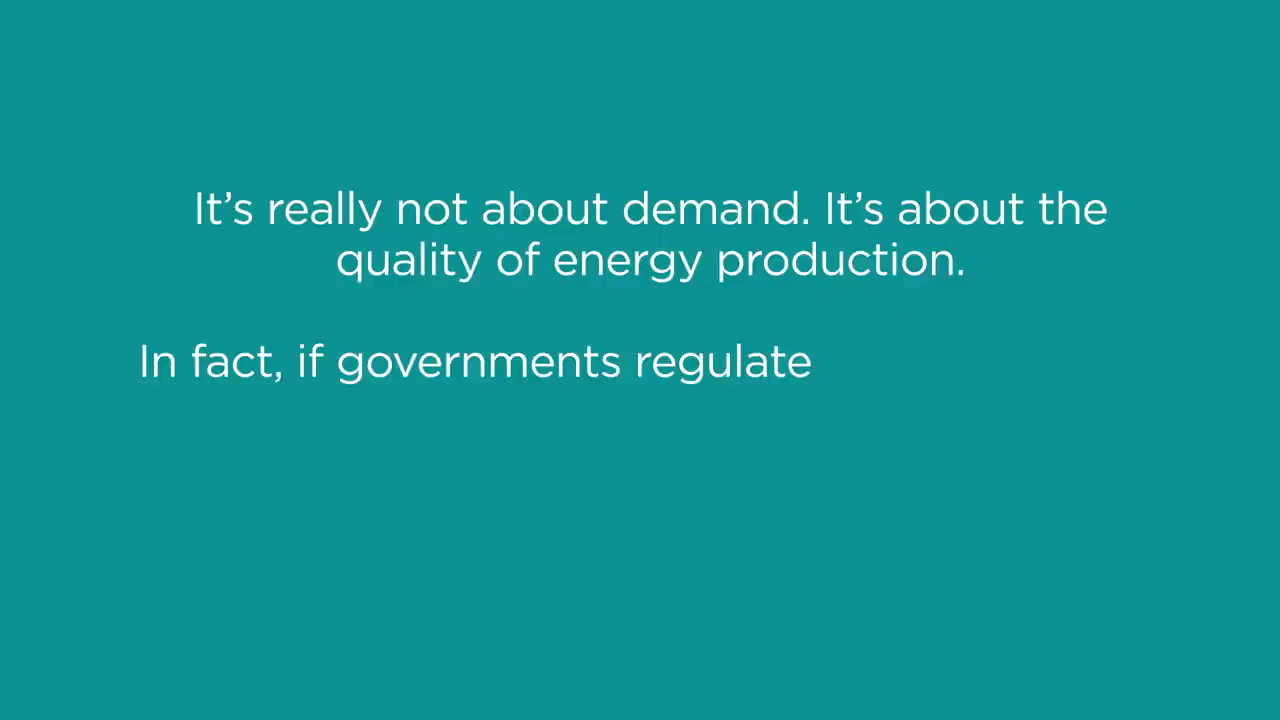 It’s really not about demand. It’s about the
quality of energy production.
In fact, if governments regulate